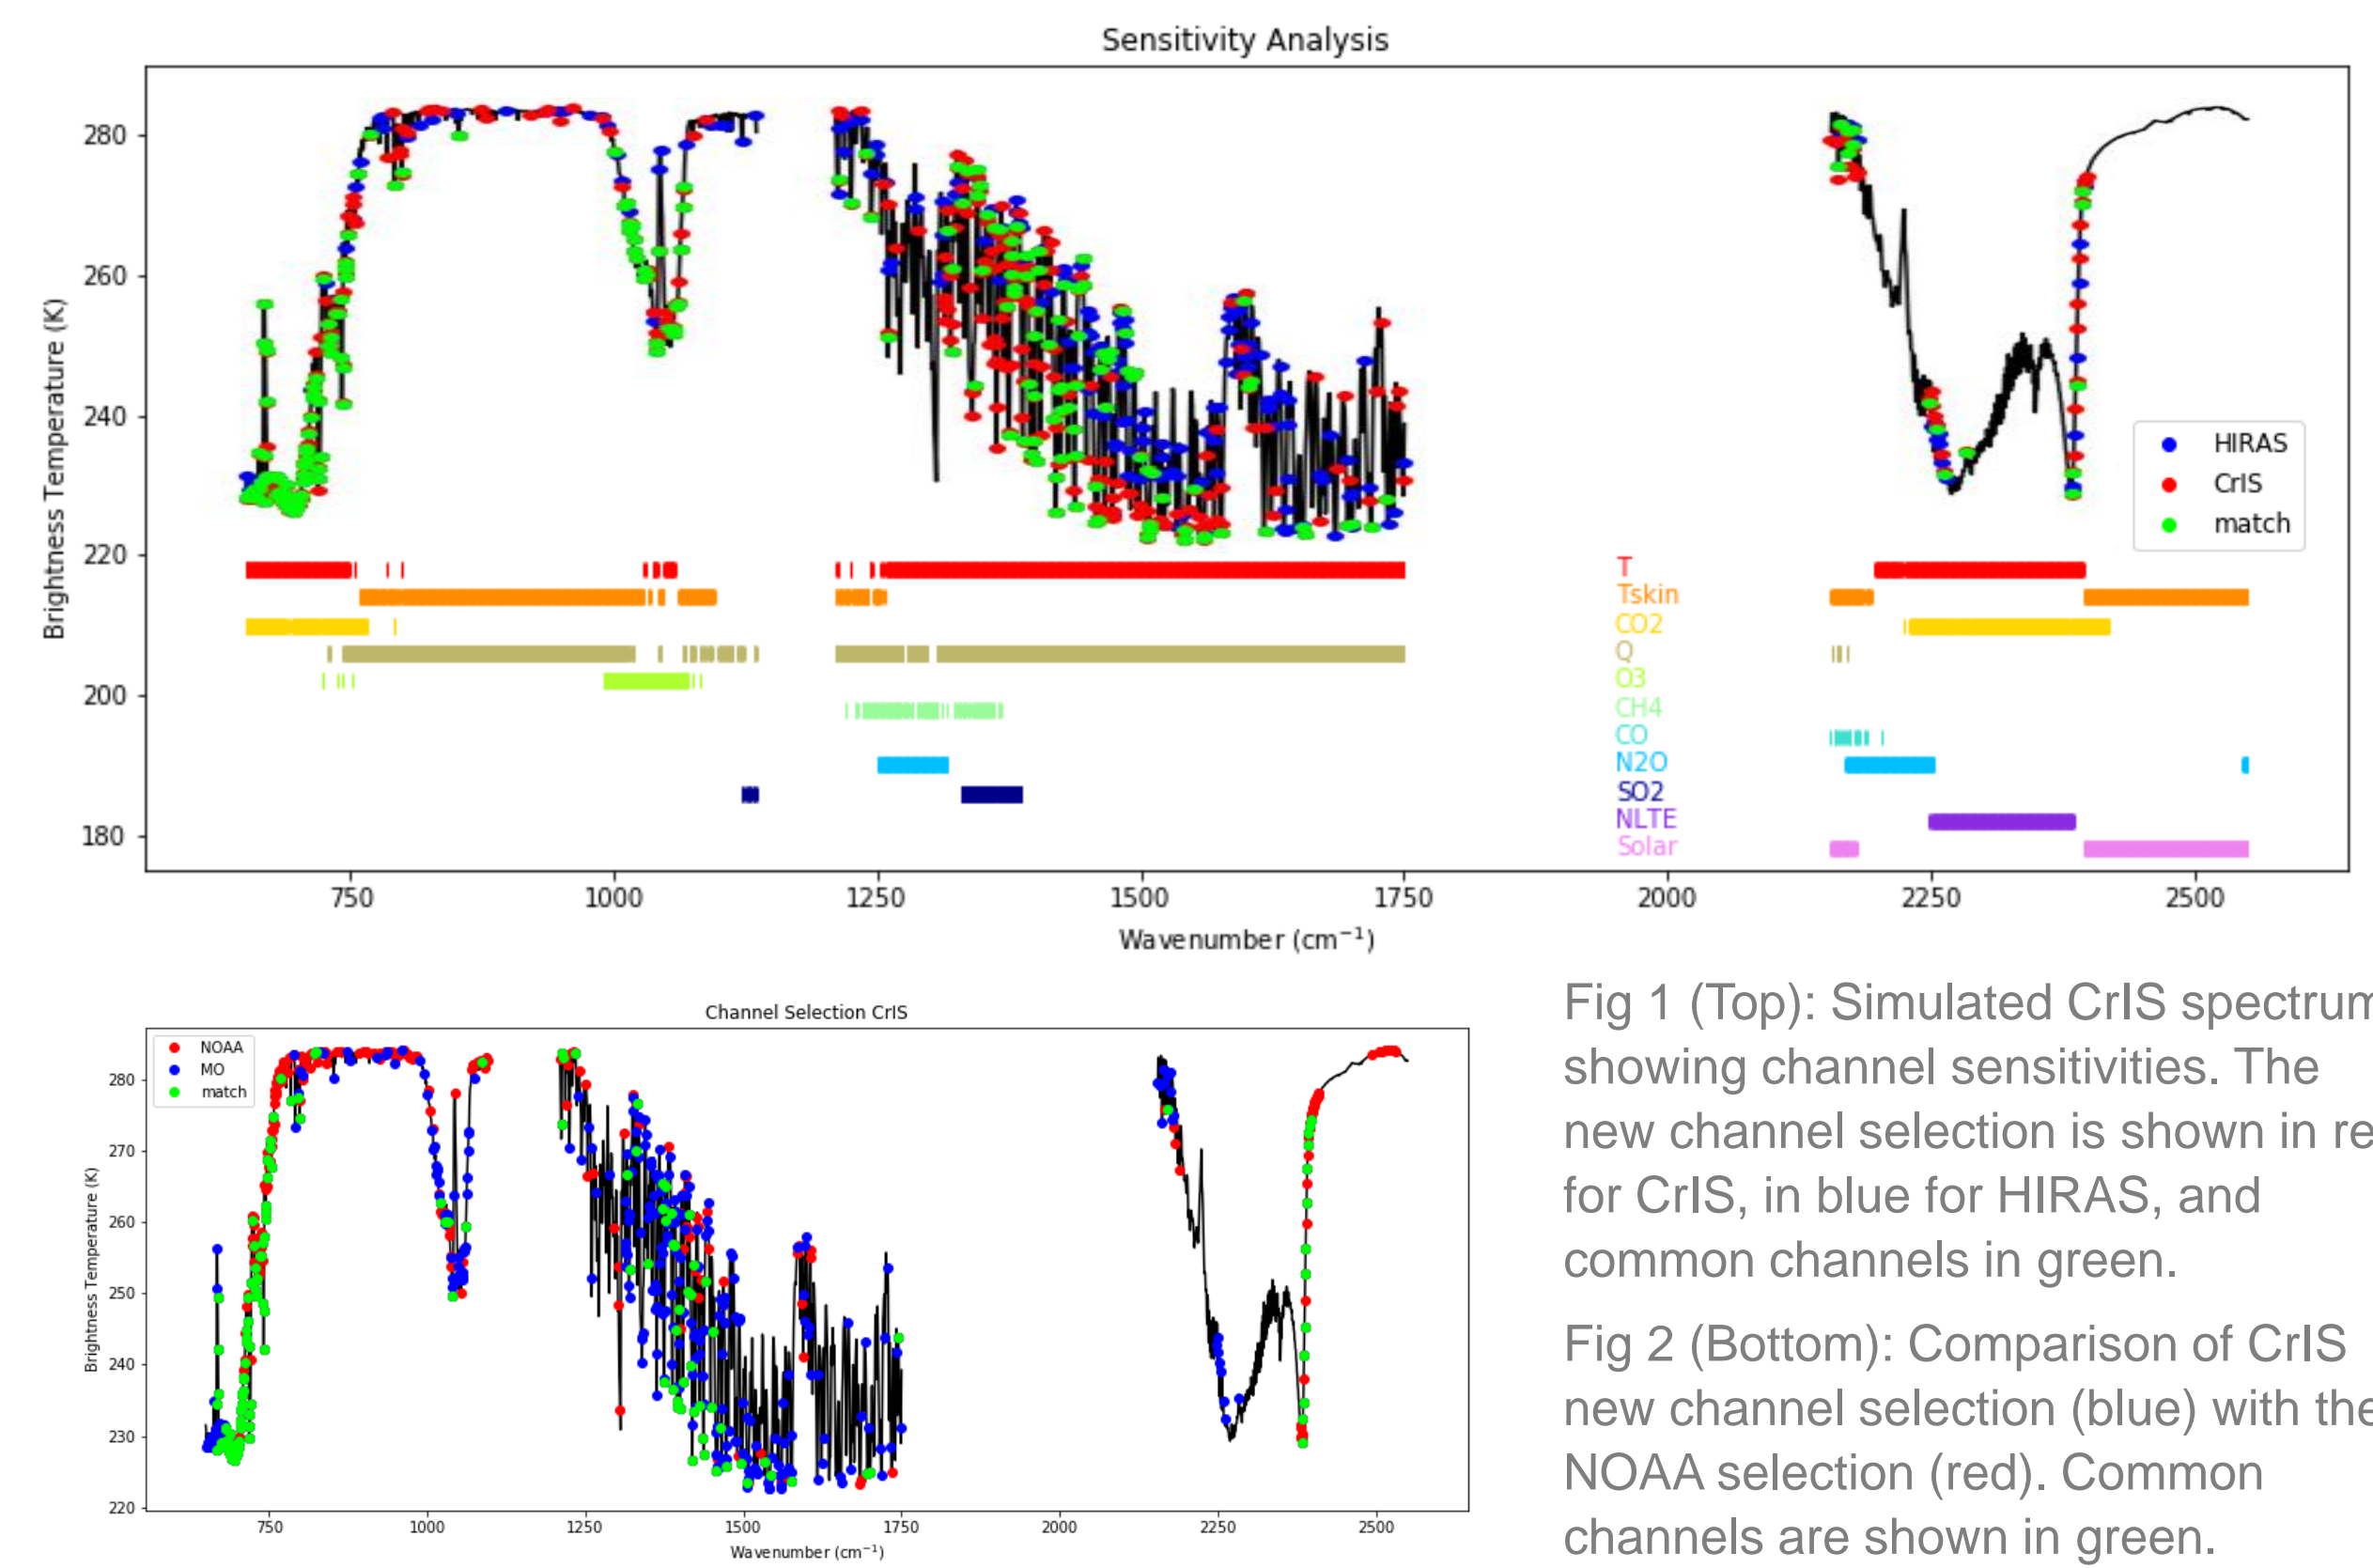 Sensitivity Analysis
Brightness Temperature (K)
280
260
240
220
200
180
HIRAS
CrIS
match
T
Tskin
CO2
Q
O3
CH4
CO
N2O
SO2
NLTE
Solar
750 1000 1250 1500 1750 2000 2250 2500
Wavenumber (cm⁻¹)
Channel Selection CrIS
NOAA
MO
match
Brightness Temperature (K)
280
270
260
250
240
230
220
750 1000 1250 1500 1750 2000 2250 2500
Wavenumber (cm⁻¹)
Fig 1 (Top): Simulated CrIS spectrum
showing channel sensitivities. The
new channel selection is shown in re
for CrIS, in blue for HIRAS, and
common channels in green.
Fig 2 (Bottom): Comparison of CrIS
new channel selection (blue) with the
NOAA selection (red). Common
channels are shown in green.